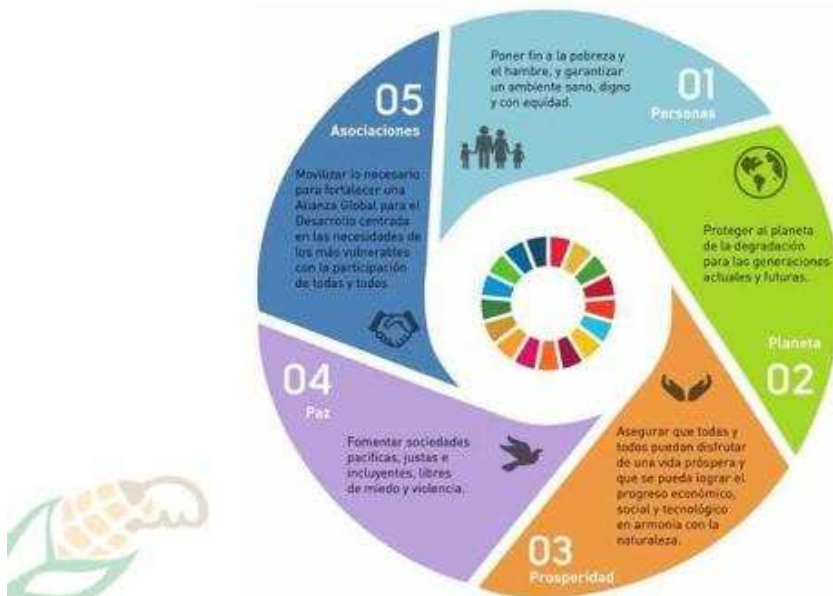 01
Personas
Poner fin a la pobreza y
el hambre, y garantizar
un ambiente sano, digno
y con equidad.
02
Planeta
Proteger al planeta
de la degradación
para las generaciones
actuales y futuras.
03
Prosperidad
Asegurar que todas y
todos puedan disfrutar
de una vida próspera y
que se pueda lograr el
progreso económico,
social y tecnológico
en armonía con la
naturaleza.
04
Paz
Fomentar sociedades
pacíficas, justas e
incluyentes, libres
de miedo y violencia.
05
Asociaciones
Movilizar lo necesario
para fortalecer una
Alianza Global para el
Desarrollo centrada
en las necesidades de
los más vulnerables
con la participación
de todas y todos